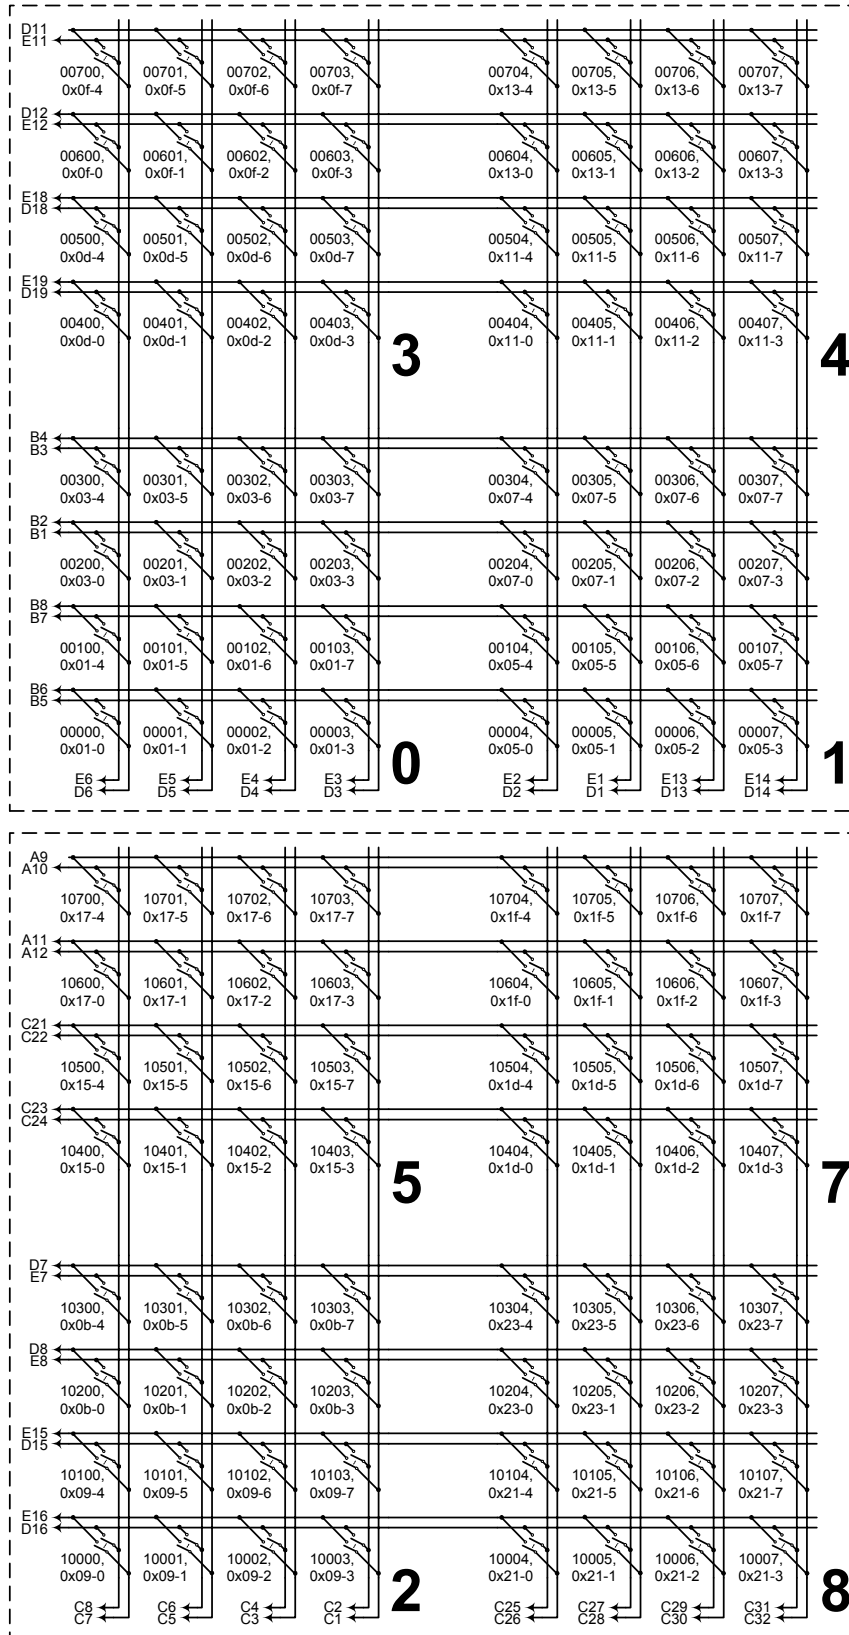 D11
E11
00700, 00701, 00702, 00703, 00704, 00705, 00706, 00707,
0x0f-4 0x0f-5 0x0f-6 0x0f-7 0x13-4 0x13-5 0x13-6 0x13-7
D12
E12
00600, 00601, 00602, 00603, 00604, 00605, 00606, 00607,
0x0f-0 0x0f-1 0x0f-2 0x0f-3 0x13-0 0x13-1 0x13-2 0x13-3
E18
D18
00500, 00501, 00502, 00503, 00504, 00505, 00506, 00507,
0x0d-4 0x0d-5 0x0d-6 0x0d-7 0x11-4 0x11-5 0x11-6 0x11-7
E19
D19
00400, 00401, 00402, 00403, 00404, 00405, 00406, 00407,
0x0d-0 0x0d-1 0x0d-2 0x0d-3 0x11-0 0x11-1 0x11-2 0x11-3
3 4
B4
B3
00300, 00301, 00302, 00303, 00304, 00305, 00306, 00307,
0x03-4 0x03-5 0x03-6 0x03-7 0x07-4 0x07-5 0x07-6 0x07-7
B2
B1
00200, 00201, 00202, 00203, 00204, 00205, 00206, 00207,
0x03-0 0x03-1 0x03-2 0x03-3 0x07-0 0x07-1 0x07-2 0x07-3
B8
B7
00100, 00101, 00102, 00103, 00104, 00105, 00106, 00107,
0x01-4 0x01-5 0x01-6 0x01-7 0x05-4 0x05-5 0x05-6 0x05-7
B6
B5
00000, 00001, 00002, 00003, 00004, 00005, 00006, 00007,
0x01-0 0x01-1 0x01-2 0x01-3 0x05-0 0x05-1 0x05-2 0x05-3
0 1
E6 E5 E4 E3 E2 E1 E13 E14
D6 D5 D4 D3 D2 D1 D13 D14
A9
A10
10700, 10701, 10702, 10703, 10704, 10705, 10706, 10707,
0x17-4 0x17-5 0x17-6 0x17-7 0x1f-4 0x1f-5 0x1f-6 0x1f-7
A11
A12
10600, 10601, 10602, 10603, 10604, 10605, 10606, 10607,
0x17-0 0x17-1 0x17-2 0x17-3 0x1f-0 0x1f-1 0x1f-2 0x1f-3
C21
C22
10500, 10501, 10502, 10503, 10504, 10505, 10506, 10507,
0x15-4 0x15-5 0x15-6 0x15-7 0x1d-4 0x1d-5 0x1d-6 0x1d-7
C23
C24
10400, 10401, 10402, 10403, 10404, 10405, 10406, 10407,
0x15-0 0x15-1 0x15-2 0x15-3 0x1d-0 0x1d-1 0x1d-2 0x1d-3
5 7
D7
E7
10300, 10301, 10302, 10303, 10304, 10305, 10306, 10307,
0x0b-4 0x0b-5 0x0b-6 0x0b-7 0x23-4 0x23-5 0x23-6 0x23-7
D8
E8
10200, 10201, 10202, 10203, 10204, 10205, 10206, 10207,
0x0b-0 0x0b-1 0x0b-2 0x0b-3 0x23-0 0x23-1 0x23-2 0x23-3
E15
D15
10100, 10101, 10102, 10103, 10104, 10105, 10106, 10107,
0x09-4 0x09-5 0x09-6 0x09-7 0x21-4 0x21-5 0x21-6 0x21-7
E16
D16
10000, 10001, 10002, 10003, 10004, 10005, 10006, 10007,
0x09-0 0x09-1 0x09-2 0x09-3 0x21-0 0x21-1 0x21-2 0x21-3
2 8
C8 C6 C4 C2 C25 C27 C29 C31
C7 C5 C3 C1 C26 C28 C30 C32